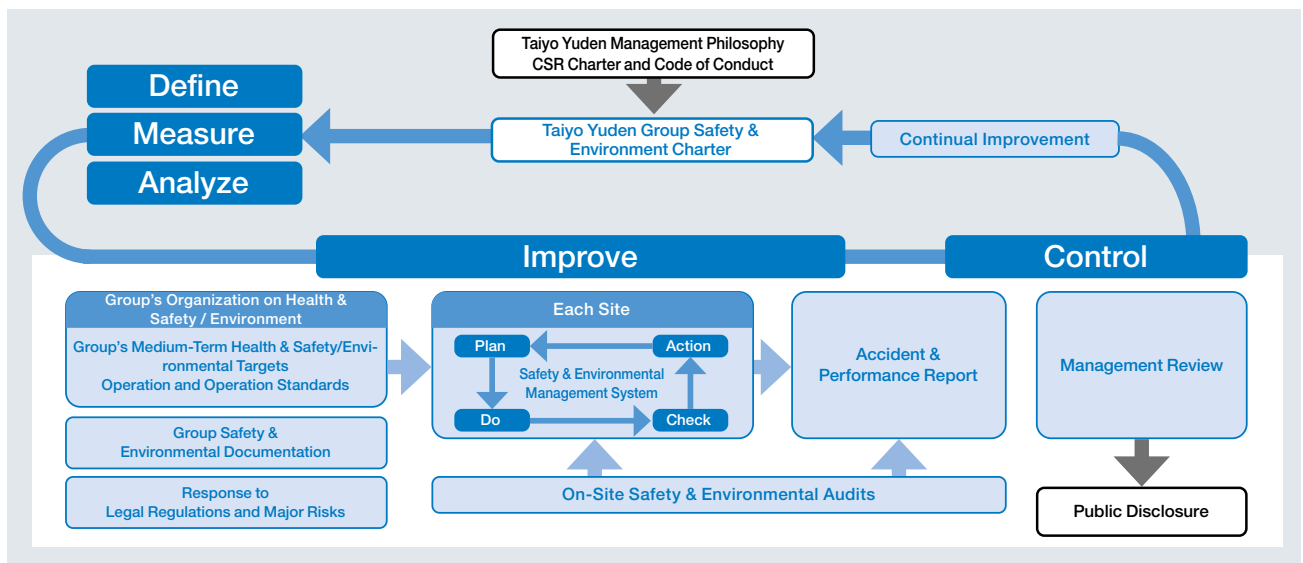 Taiyo Yuden Management Philosophy
CSR Charter and Code of Conduct
Define
Measure
Analyze
Taiyo Yuden Group Safety &
Environment Charter
Continual Improvement
Improve
Control
Group's Organization on Health &
Safety / Environment
Group's Medium-Term Health & Safety/Envi-
ronmental Targets
Operation and Operation Standards
Group Safety &
Environmental Documentation
Response to
Legal Regulations and Major Risks
Each Site
Plan
Action
Safety & Environmental
Management System
Do
Check
Accident &
Performance Report
On-Site Safety & Environmental Audits
Management Review
Public Disclosure